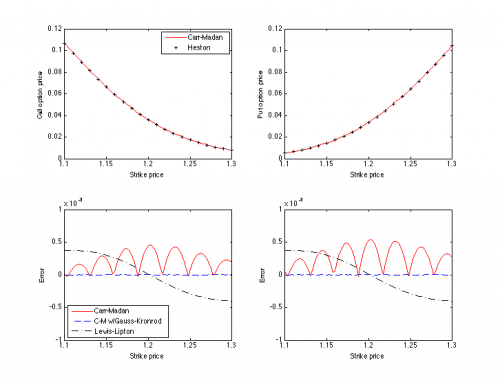 0.12
0.1
0.08
0.06
0.04
0.02
0
Call option price
Carr-Madan
Heston
1.1
1.15
1.2
1.25
1.3
Strike price
0.12
0.1
0.08
0.06
0.04
0.02
0
Put option price
1.1
1.15
1.2
1.25
1.3
Strike price
x 10-3
1
0.5
0
-0.5
-1
Error
Carr-Madan
C-M w/Gauss-Kronrod
Lewis-Lipton
1.1
1.15
1.2
1.25
1.3
Strike price
x 10-3
1
0.5
0
-0.5
-1
Error
1.1
1.15
1.2
1.25
1.3
Strike price